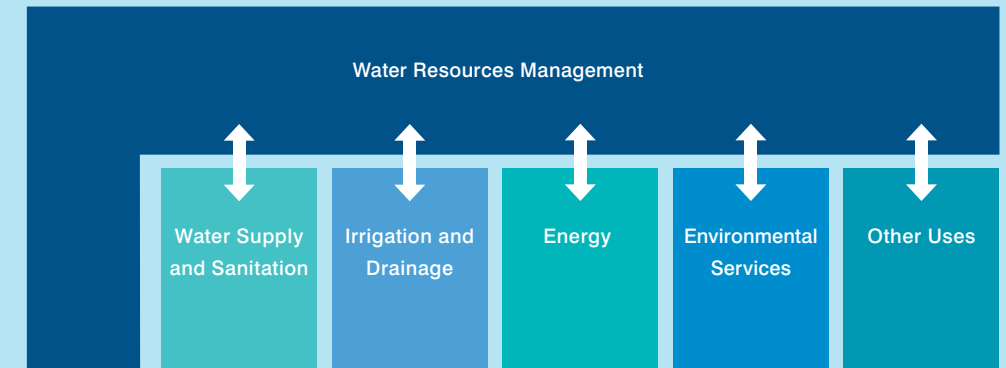 Water Resources Management
Water Supply
and Sanitation
Irrigation and
Drainage
Energy
Environmental
Services
Other Uses